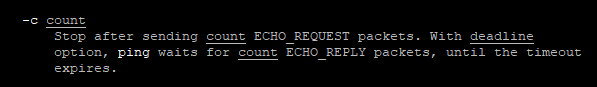 -c count
Stop after sending count ECHO_REQUEST packets. With deadline
option, ping waits for count ECHO_REPLY packets, until the timeout
expires.